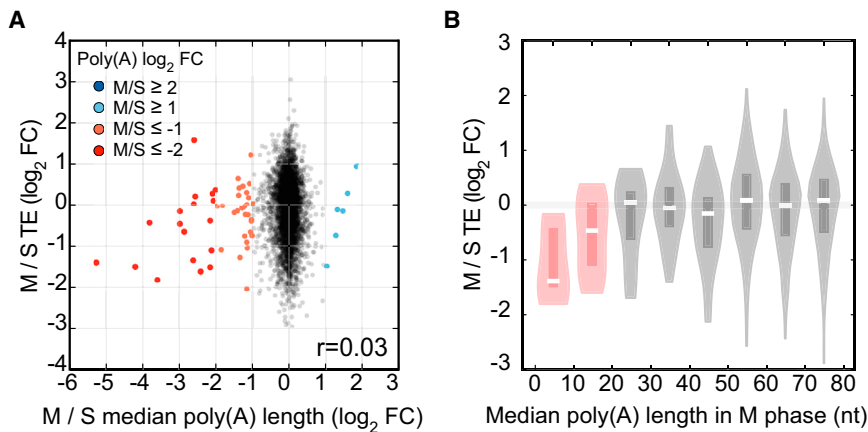 A
B
Poly(A) log2 FC
M/S ≥ 2
M/S ≥ 1
M/S ≤ -1
M/S ≤ -2
r=0.03
M / S TE (log2 FC)
4
3
2
1
0
-1
-2
-3
-4
-6 -5 -4 -3 -2 -1 0 1 2 3
M / S median poly(A) length (log2 FC)
M / S TE (log2 FC)
3
2
1
0
-1
-2
-3
0 10 20 30 40 50 60 70 80
Median poly(A) length in M phase (nt)